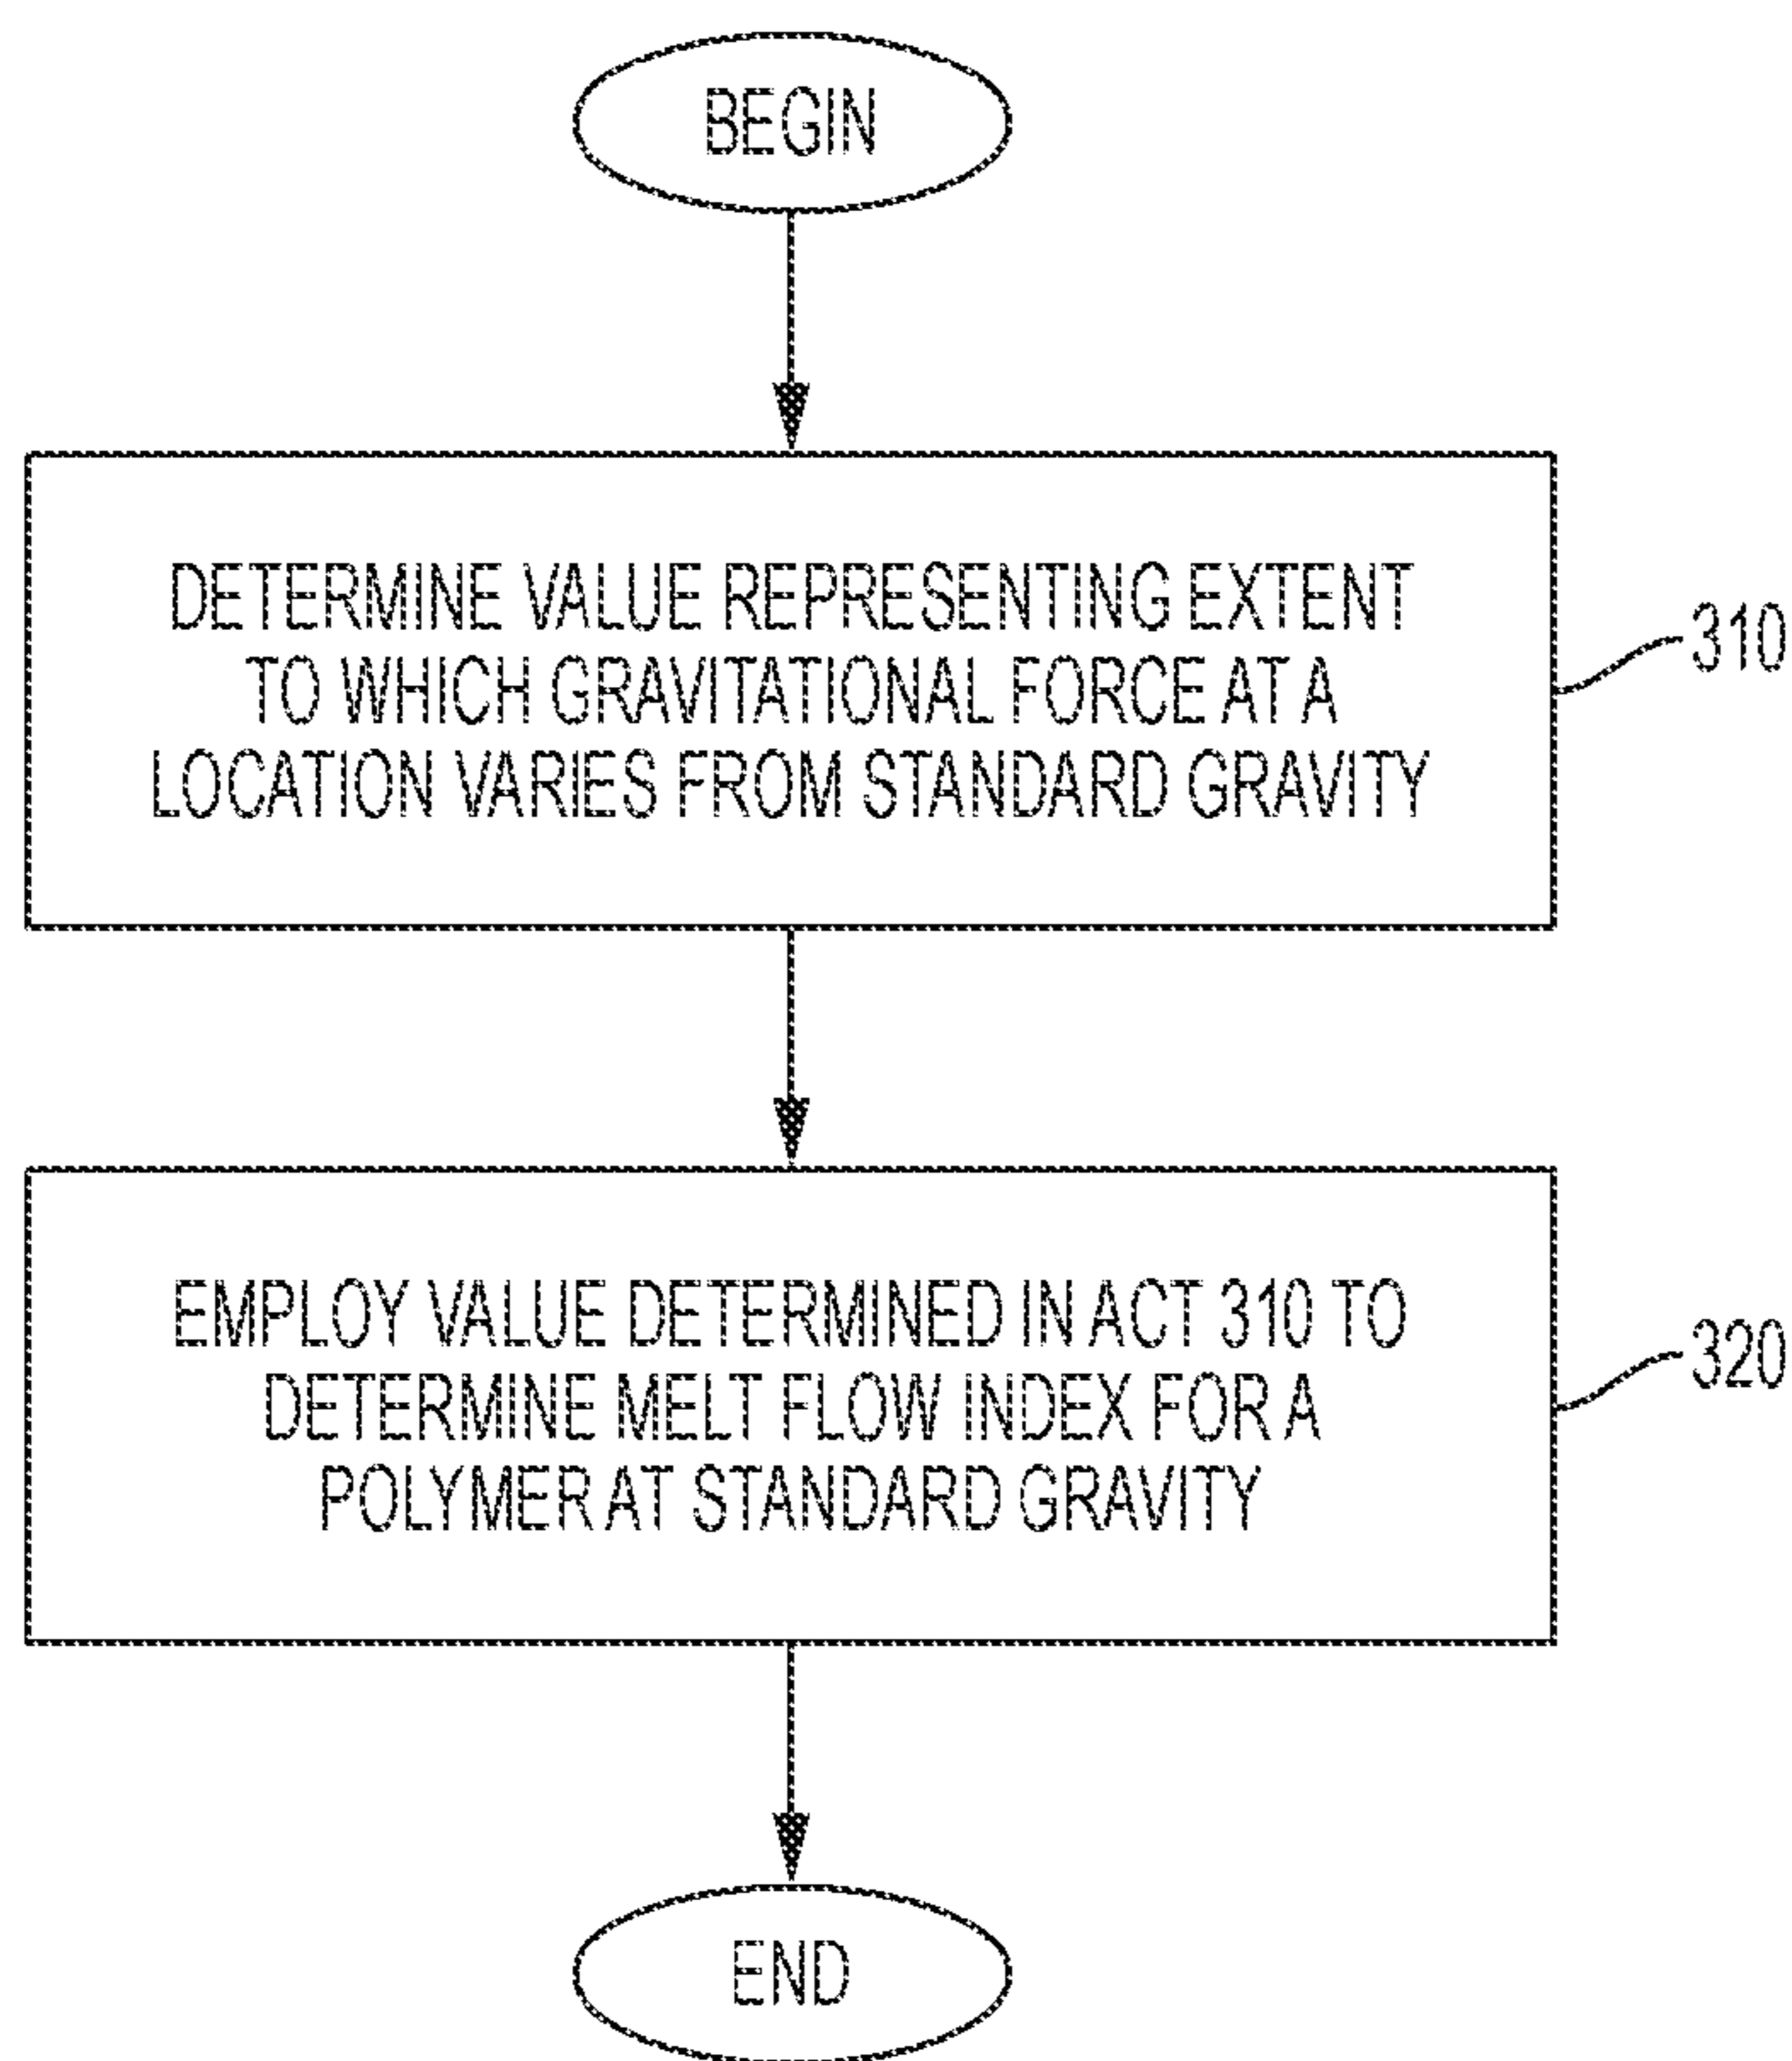 BEGIN
DETERMINE VALUE REPRESENTING EXTENT
TO WHICH GRAVITATIONAL FORCE AT A
LOCATION VARIES FROM STANDARD GRAVITY
310
EMPLOY VALUE DETERMINED IN ACT 310 TO
DETERMINE MELT FLOW INDEX FOR A
POLYMER AT STANDARD GRAVITY
320
END